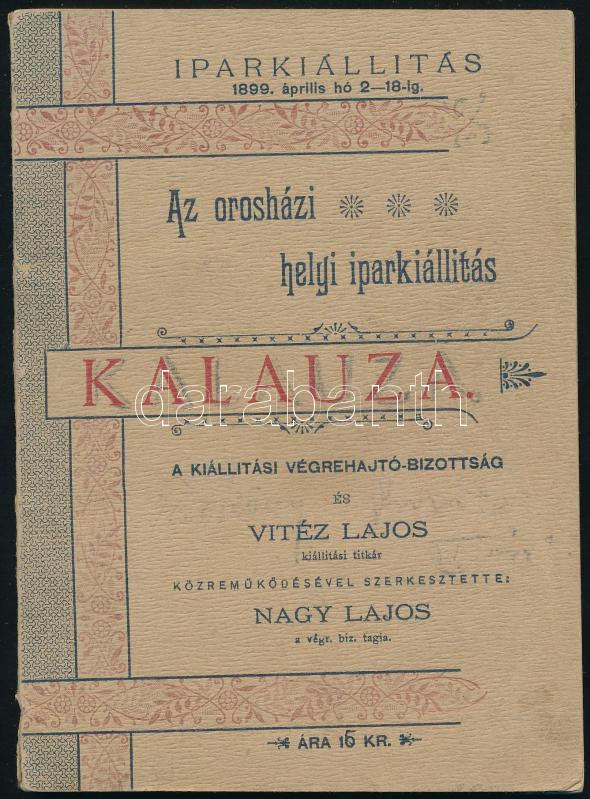 IPARKIÁLLITÁS
1899. április hó 2—18-ig.
Az orosházi
helyi iparkiállitás
KALAUZA.
darabanth
A KIÁLLITÁSI VÉGREHAJTÓ-BIZOTTSÁG
ÉS
VITÉZ LAJOS
kiállitási titkár
KÖZREMŰKÖDÉSÉVEL SZERKESZTETTE:
NAGY LAJOS
a végr. biz. tagja.
ÁRA 15 KR.